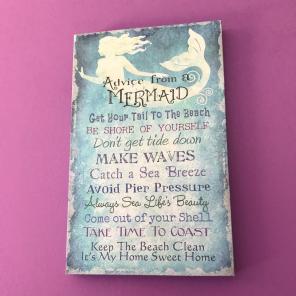 Advice from a
MERMAID
Get Your Tail To The Beach
BE SHORE OF YOURSELF
Don't get tide down
MAKE WAVES
Catch a Sea Breeze
Avoid Pier Pressure
Always Sea Life's Beauty
Come out of your Shell
TAKE TIME TO COAST
Keep The Beach Clean
It's My Home Sweet Home